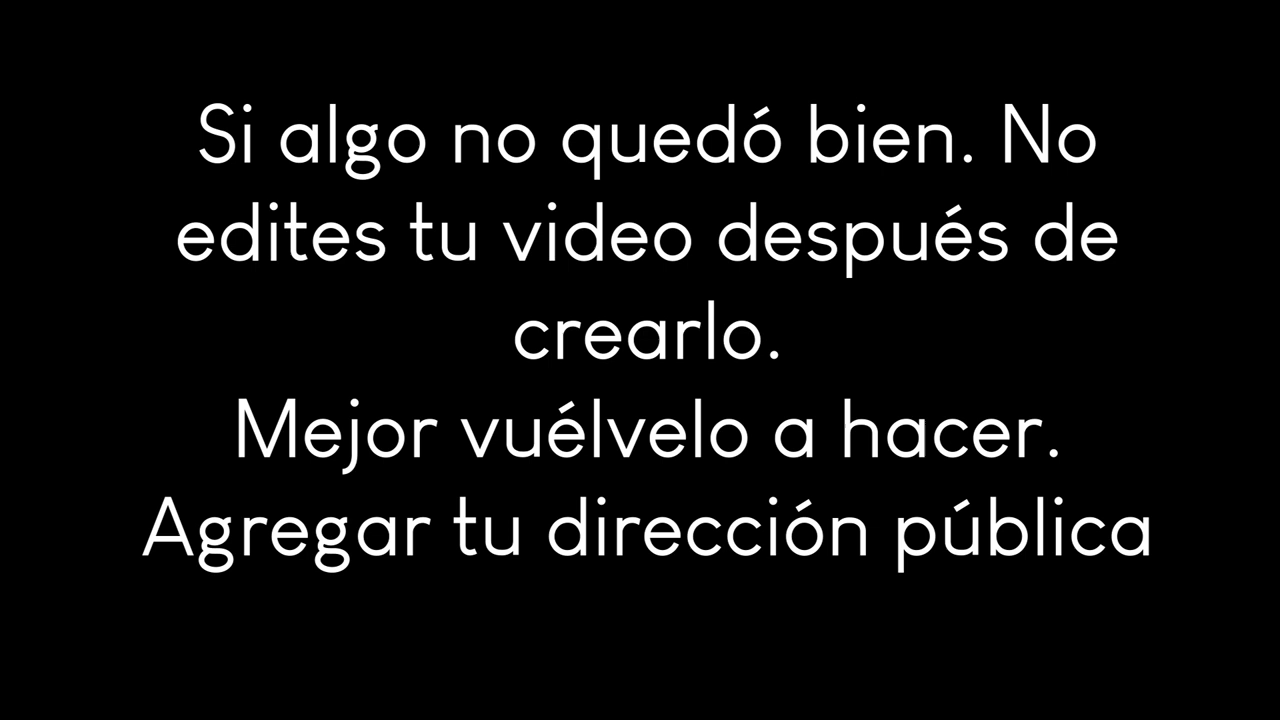 Si algo no quedó bien. No
edites tu video después de
crearlo.
Mejor vuélvelo a hacer.
Agregar tu dirección pública